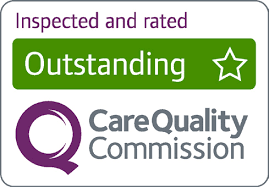 Inspected and rated
Outstanding
CareQuality
Commission